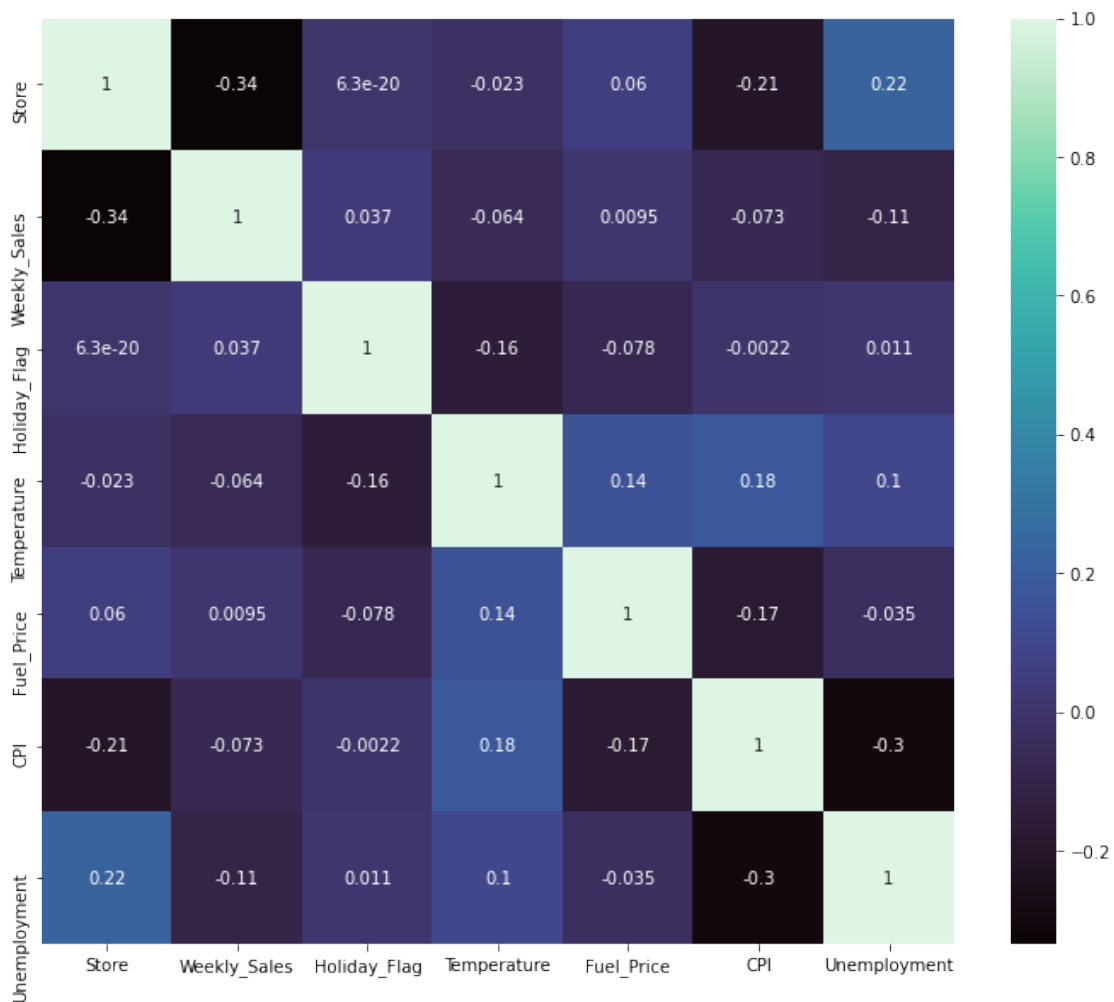 Store 1 -0.34 6.3e-20 -0.023 0.06 -0.21 0.22
Weekly_Sales -0.34 1 0.037 -0.064 0.0095 -0.073 -0.11
Holiday_Flag 6.3e-20 0.037 1 -0.16 -0.078 -0.0022 0.011
Temperature -0.023 -0.064 -0.16 1 0.14 0.18 0.1
Fuel_Price 0.06 0.0095 -0.078 0.14 1 -0.17 -0.035
CPI -0.21 -0.073 -0.0022 0.18 -0.17 1 -0.3
Unemployment 0.22 -0.11 0.011 0.1 -0.035 -0.3 1
Store Weekly_Sales Holiday_Flag Temperature Fuel_Price CPI Unemployment
1.0
0.8
0.6
0.4
0.2
0.0
−0.2